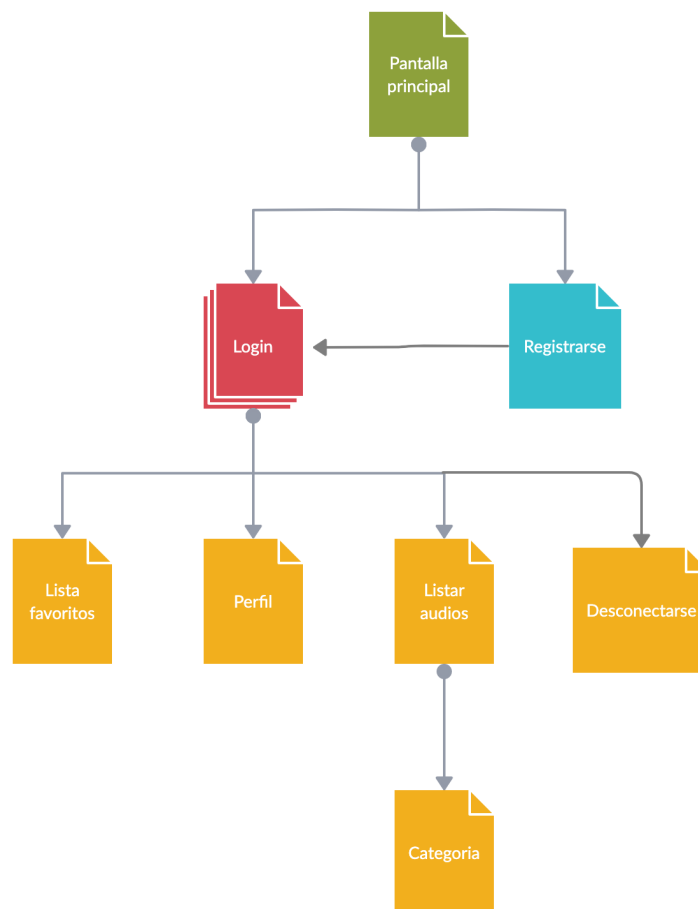 Pantalla
principal
Login
Registrarse
Lista
favoritos
Perfil
Listar
audios
Desconectarse
Categoria